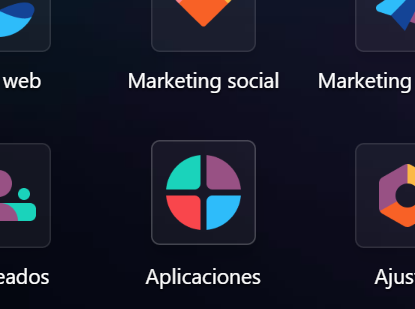 web
Marketing social
Marketing
eados
Aplicaciones
Ajus